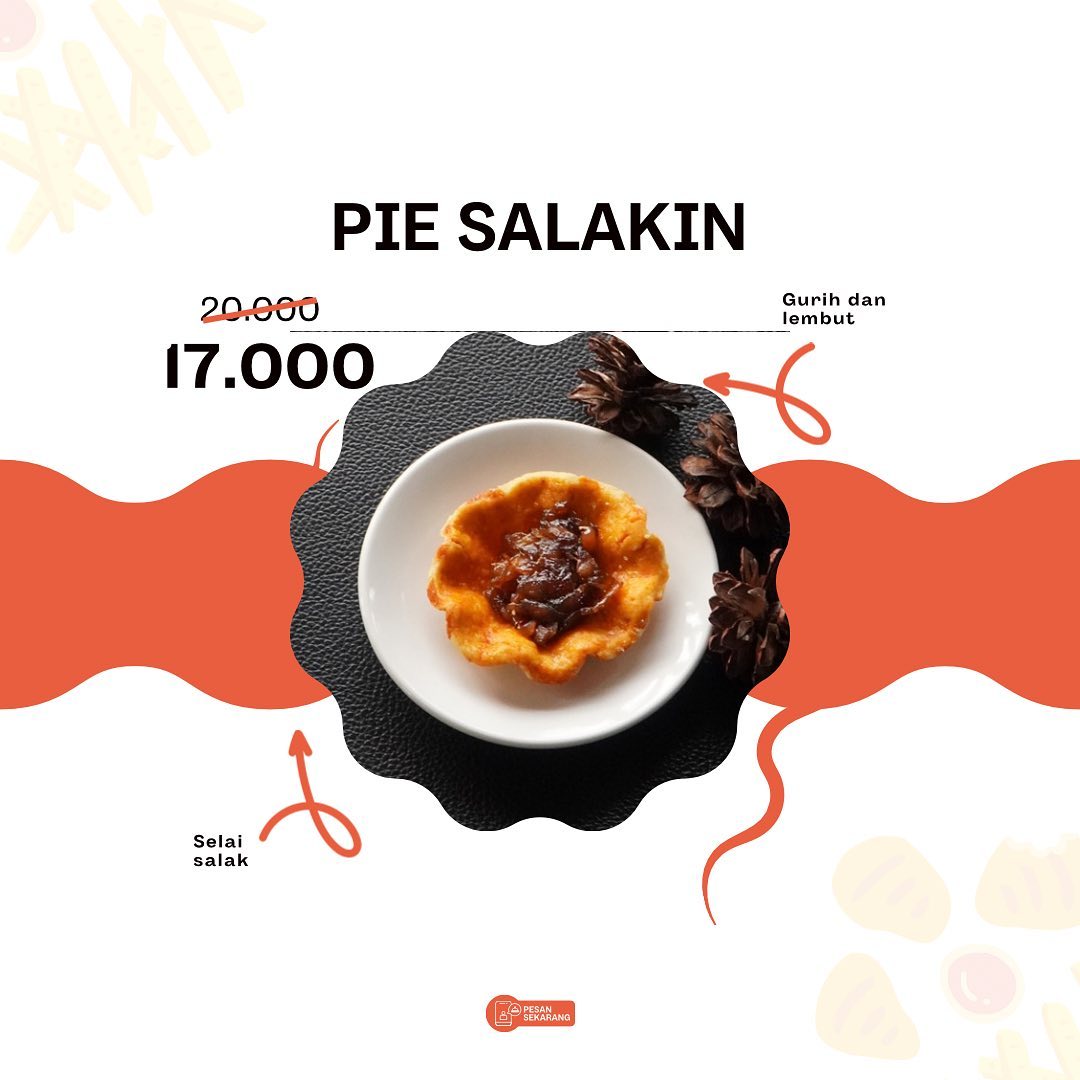 PIE SALAKIN
20.000
17.000
Gurih dan
lembut
Selai
salak
PESAN
SEKARANG